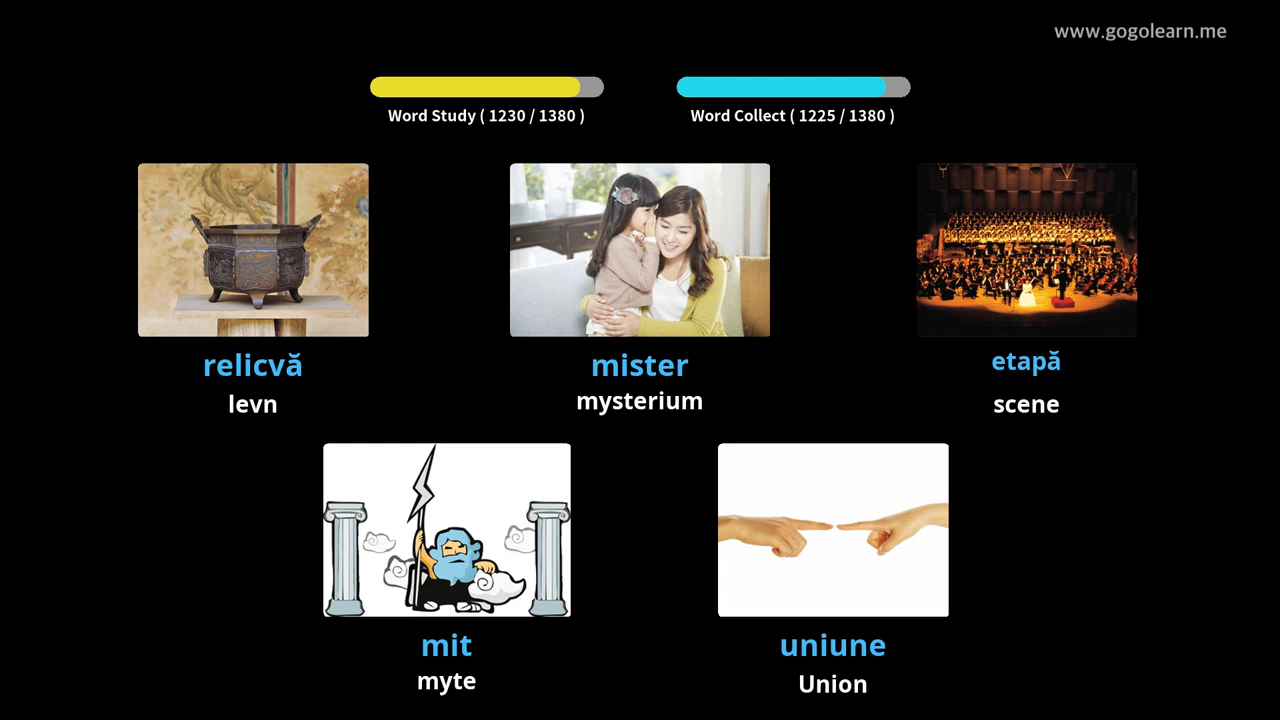 www.gogolearn.me
Word Study ( 1230 / 1380 )
Word Collect ( 1225 / 1380 )
relicvă
mister
etapă
levn
mysterium
scene
mit
uniune
myte
Union